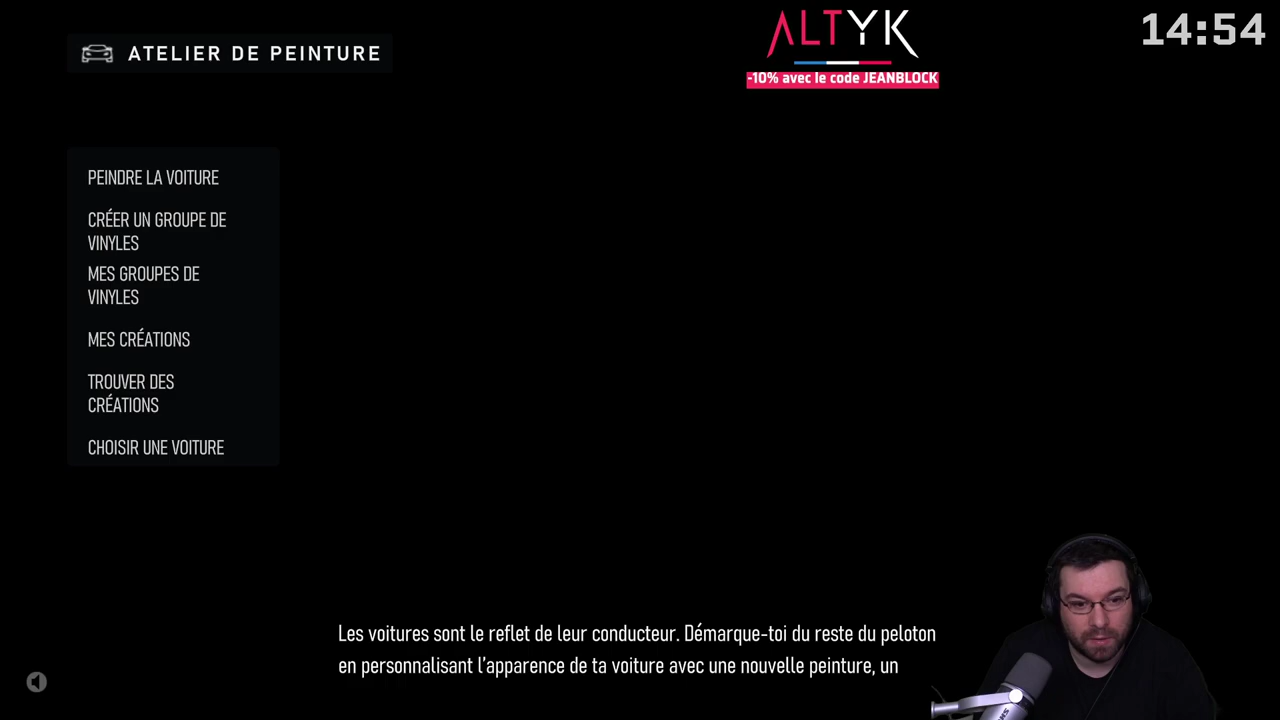 ATELIER DE PEINTURE
ALTYK
-10% avec le code JEANBLOCK
14:54
PEINDRE LA VOITURE
CRÉER UN GROUPE DE
VINYLES
MES GROUPES DE
VINYLES
MES CRÉATIONS
TROUVER DES
CRÉATIONS
CHOISIR UNE VOITURE
Les voitures sont le reflet de leur conducteur. Démarque-toi du reste du peloton
en personnalisant l'apparence de ta voiture avec une nouvelle peinture, un